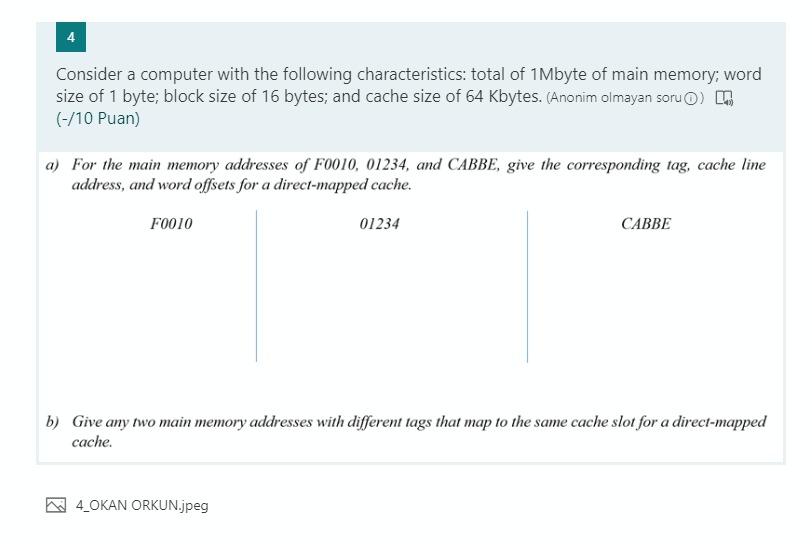 4
Consider a computer with the following characteristics: total of 1Mbyte of main memory; word
size of 1 byte; block size of 16 bytes; and cache size of 64 Kbytes. (Anonim olmayan soru)
(-/10 Puan)
a) For the main memory addresses of F0010, 01234, and CABBE, give the corresponding tag, cache line
address, and word offsets for a direct-mapped cache.
F0010 01234 CABBE
b) Give any two main memory addresses with different tags that map to the same cache slot for a direct-mapped
cache.
4_OKAN ORKUN.jpeg